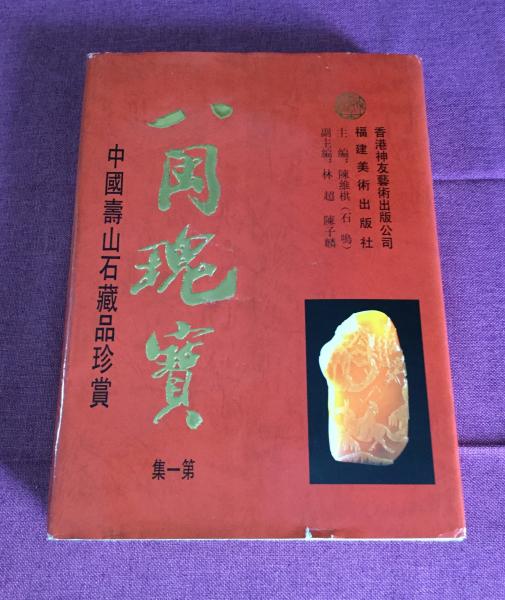 香港神友藝術出版公司
福建美術出版社
主編：陳維棋（石鳴）
副主編：林超 陳子麟
八閩瑰寶
第一集
中國壽山石藏品珍賞